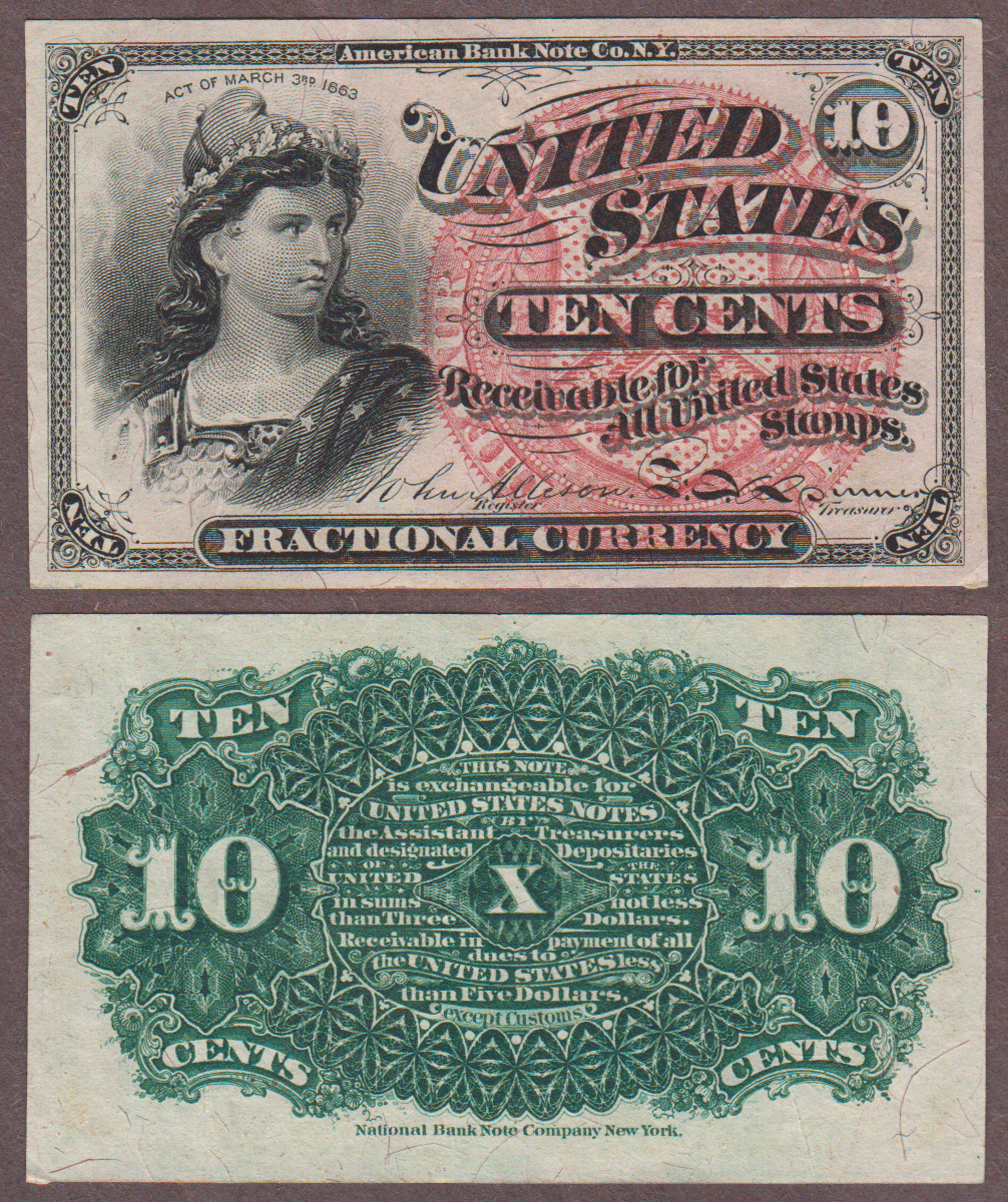 American Bank Note Co. N.Y.
TEN
TEN
ACT OF MARCH 3RD 1863
10
UNITED
STATES
TEN CENTS
Receivable for
All United States
Stamps.
John Allison. F. E. Spinner
Register Treasurer
FRACTIONAL CURRENCY
TEN TEN
THIS NOTE
is exchangeable for
UNITED STATES NOTES
BY
the Assistant Treasurers
and designated Depositaries
OF THE
UNITED STATES
in sums not less
than Three Dollars.
10 X 10
Receivable in payment of all
dues to
the UNITED STATES less
than Five Dollars,
except Customs
CENTS CENTS
National Bank Note Company New York.